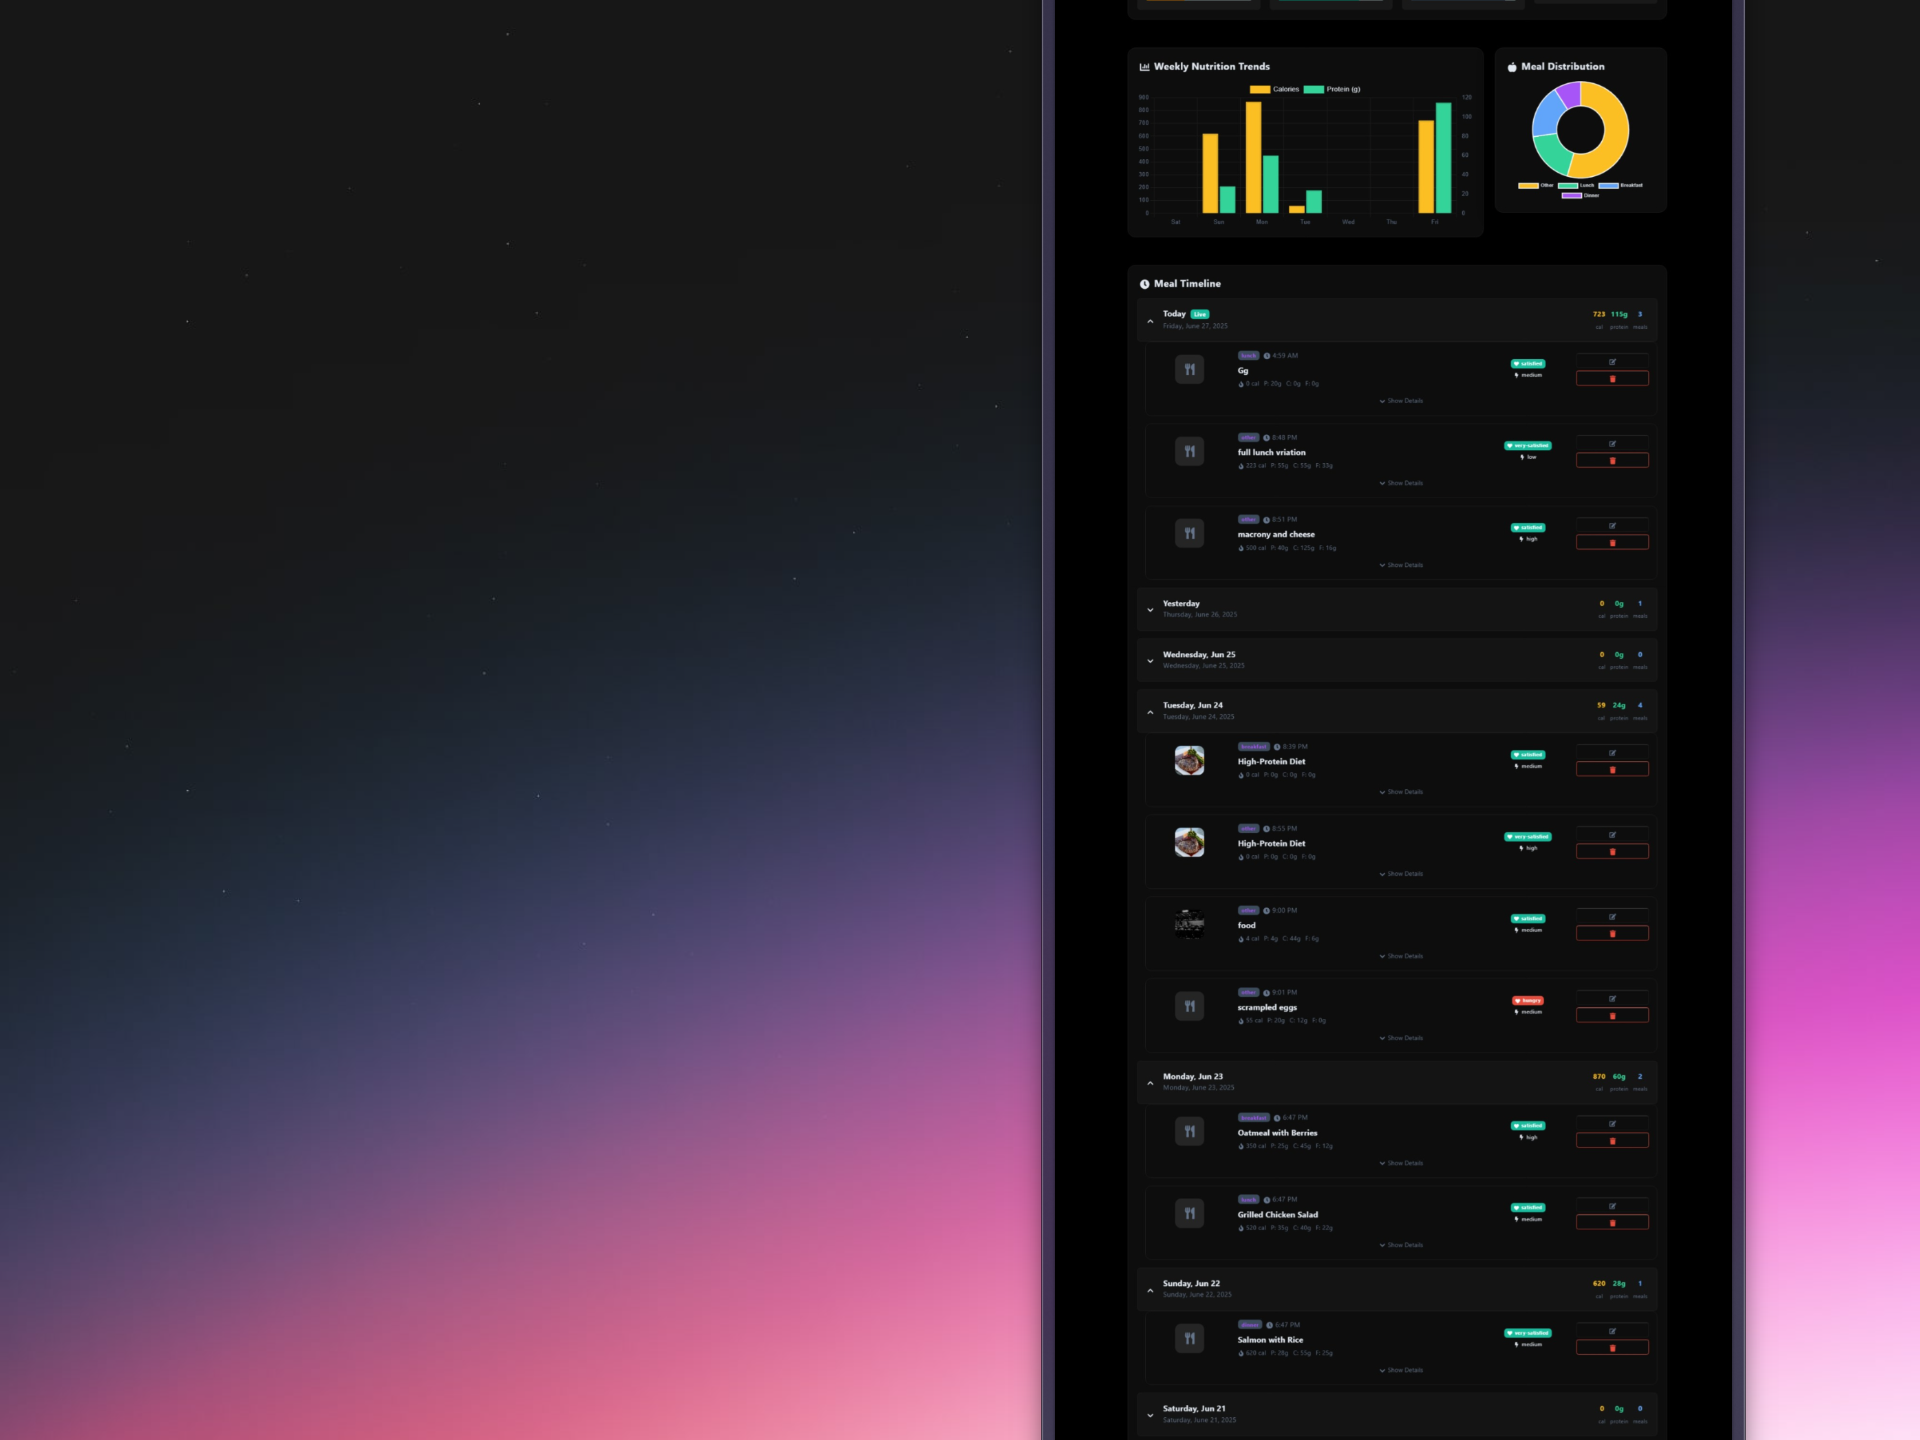 Weekly Nutrition Trends
Calories Protein (g)
900
800
700
600
500
400
300
200
100
0
120
100
80
60
40
20
0
Sat Sun Mon Tue Wed Thu Fri
Meal Distribution
Other Lunch Breakfast
Dinner
Meal Timeline
Today Live
Friday, June 27, 2025
723 115g 3
cal protein meals
lunch 4:59 AM
Gg
0 cal P: 20g C: 0g F: 0g
satisfied
medium
Show Details
other 8:40 PM
full lunch vriation
223 cal P: 55g C: 55g F: 33g
very-satisfied
low
Show Details
other 8:51 PM
macrony and cheese
500 cal P: 40g C: 125g F: 16g
satisfied
high
Show Details
Yesterday
Thursday, June 26, 2025
0 0g 1
cal protein meals
Wednesday, Jun 25
Wednesday, June 25, 2025
0 0g 0
cal protein meals
Tuesday, Jun 24
Tuesday, June 24, 2025
59 24g 4
cal protein meals
breakfast 8:39 PM
High-Protein Diet
0 cal P: 0g C: 0g F: 0g
satisfied
medium
Show Details
other 8:55 PM
High-Protein Diet
0 cal P: 0g C: 0g F: 0g
very-satisfied
high
Show Details
other 9:00 PM
food
4 cal P: 4g C: 44g F: 6g
satisfied
medium
Show Details
other 9:01 PM
scrampled eggs
55 cal P: 20g C: 12g F: 0g
hungry
medium
Show Details
Monday, Jun 23
Monday, June 23, 2025
870 60g 2
cal protein meals
breakfast 6:47 PM
Oatmeal with Berries
350 cal P: 25g C: 45g F: 12g
satisfied
high
Show Details
lunch 6:47 PM
Grilled Chicken Salad
520 cal P: 35g C: 40g F: 22g
satisfied
medium
Show Details
Sunday, Jun 22
Sunday, June 22, 2025
620 28g 1
cal protein meals
dinner 6:47 PM
Salmon with Rice
620 cal P: 28g C: 55g F: 25g
very-satisfied
medium
Show Details
Saturday, Jun 21
Saturday, June 21, 2025
0 0g 0
cal protein meals